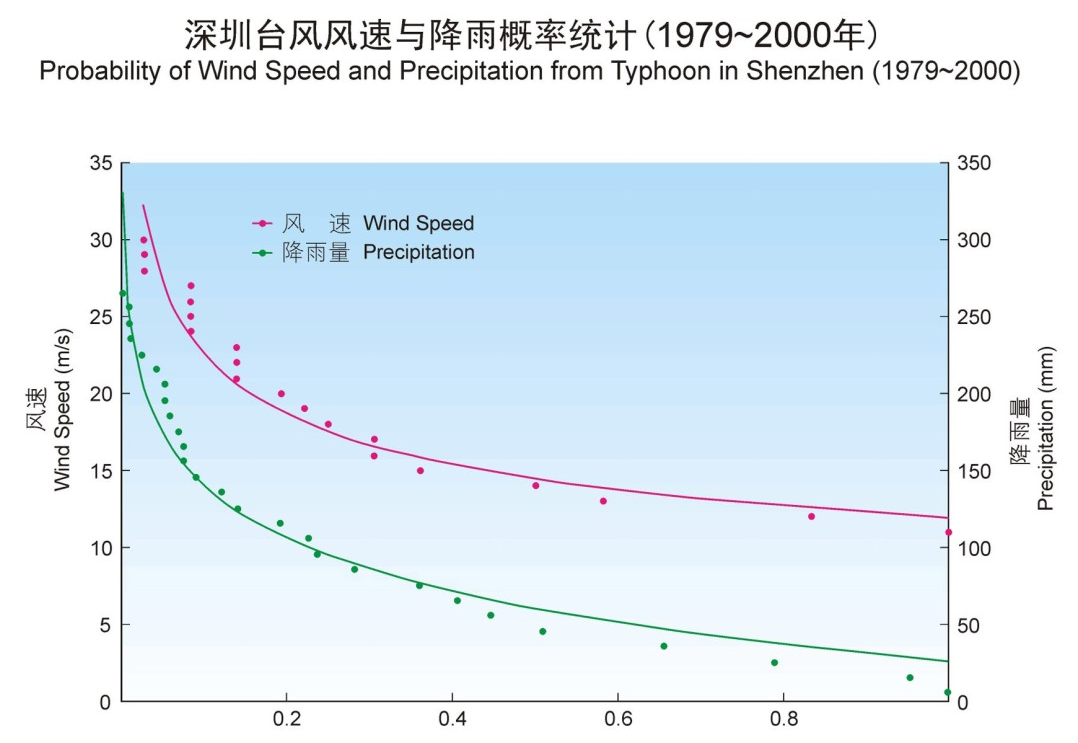 深圳台风风速与降雨概率统计(1979~2000年)
Probability of Wind Speed and Precipitation from Typhoon in Shenzhen (1979~2000)
风速 Wind Speed
降雨量 Precipitation
风速
Wind Speed (m/s)
35
30
25
20
15
10
5
0
350
300
250
200
150
100
50
0
降雨量
Precipitation (mm)
0.2 0.4 0.6 0.8